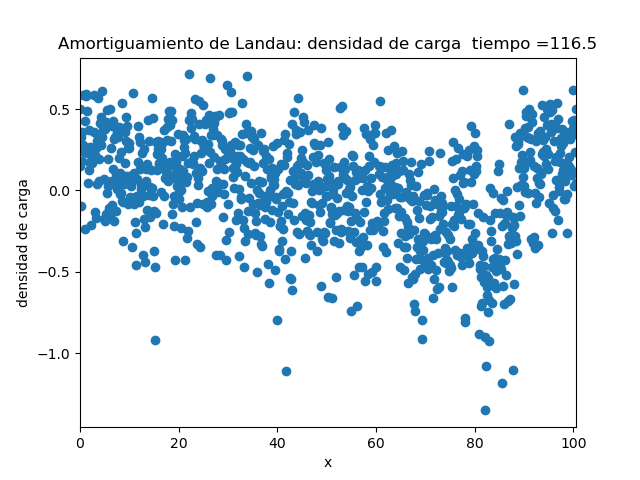 Amortiguamiento de Landau: densidad de carga  tiempo =116.5
0.5
0.0
−0.5
−1.0
densidad de carga
0 20 40 60 80 100
x